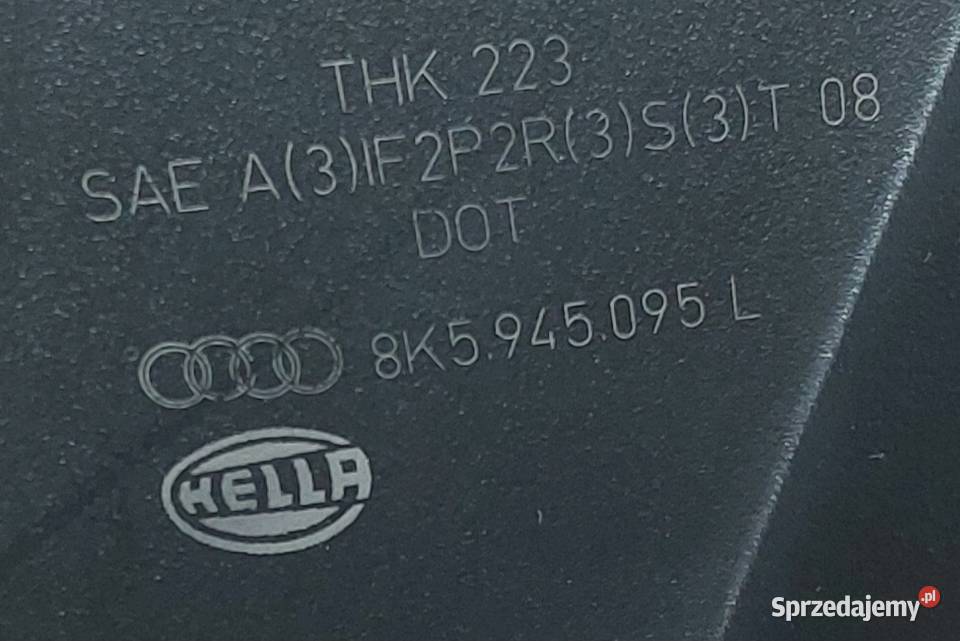 THK 223
SAE A(3)IF2P2R(3)S(3)T 08
DOT
8K5.945.095 L
HELLA
Sprzedajemy.pl